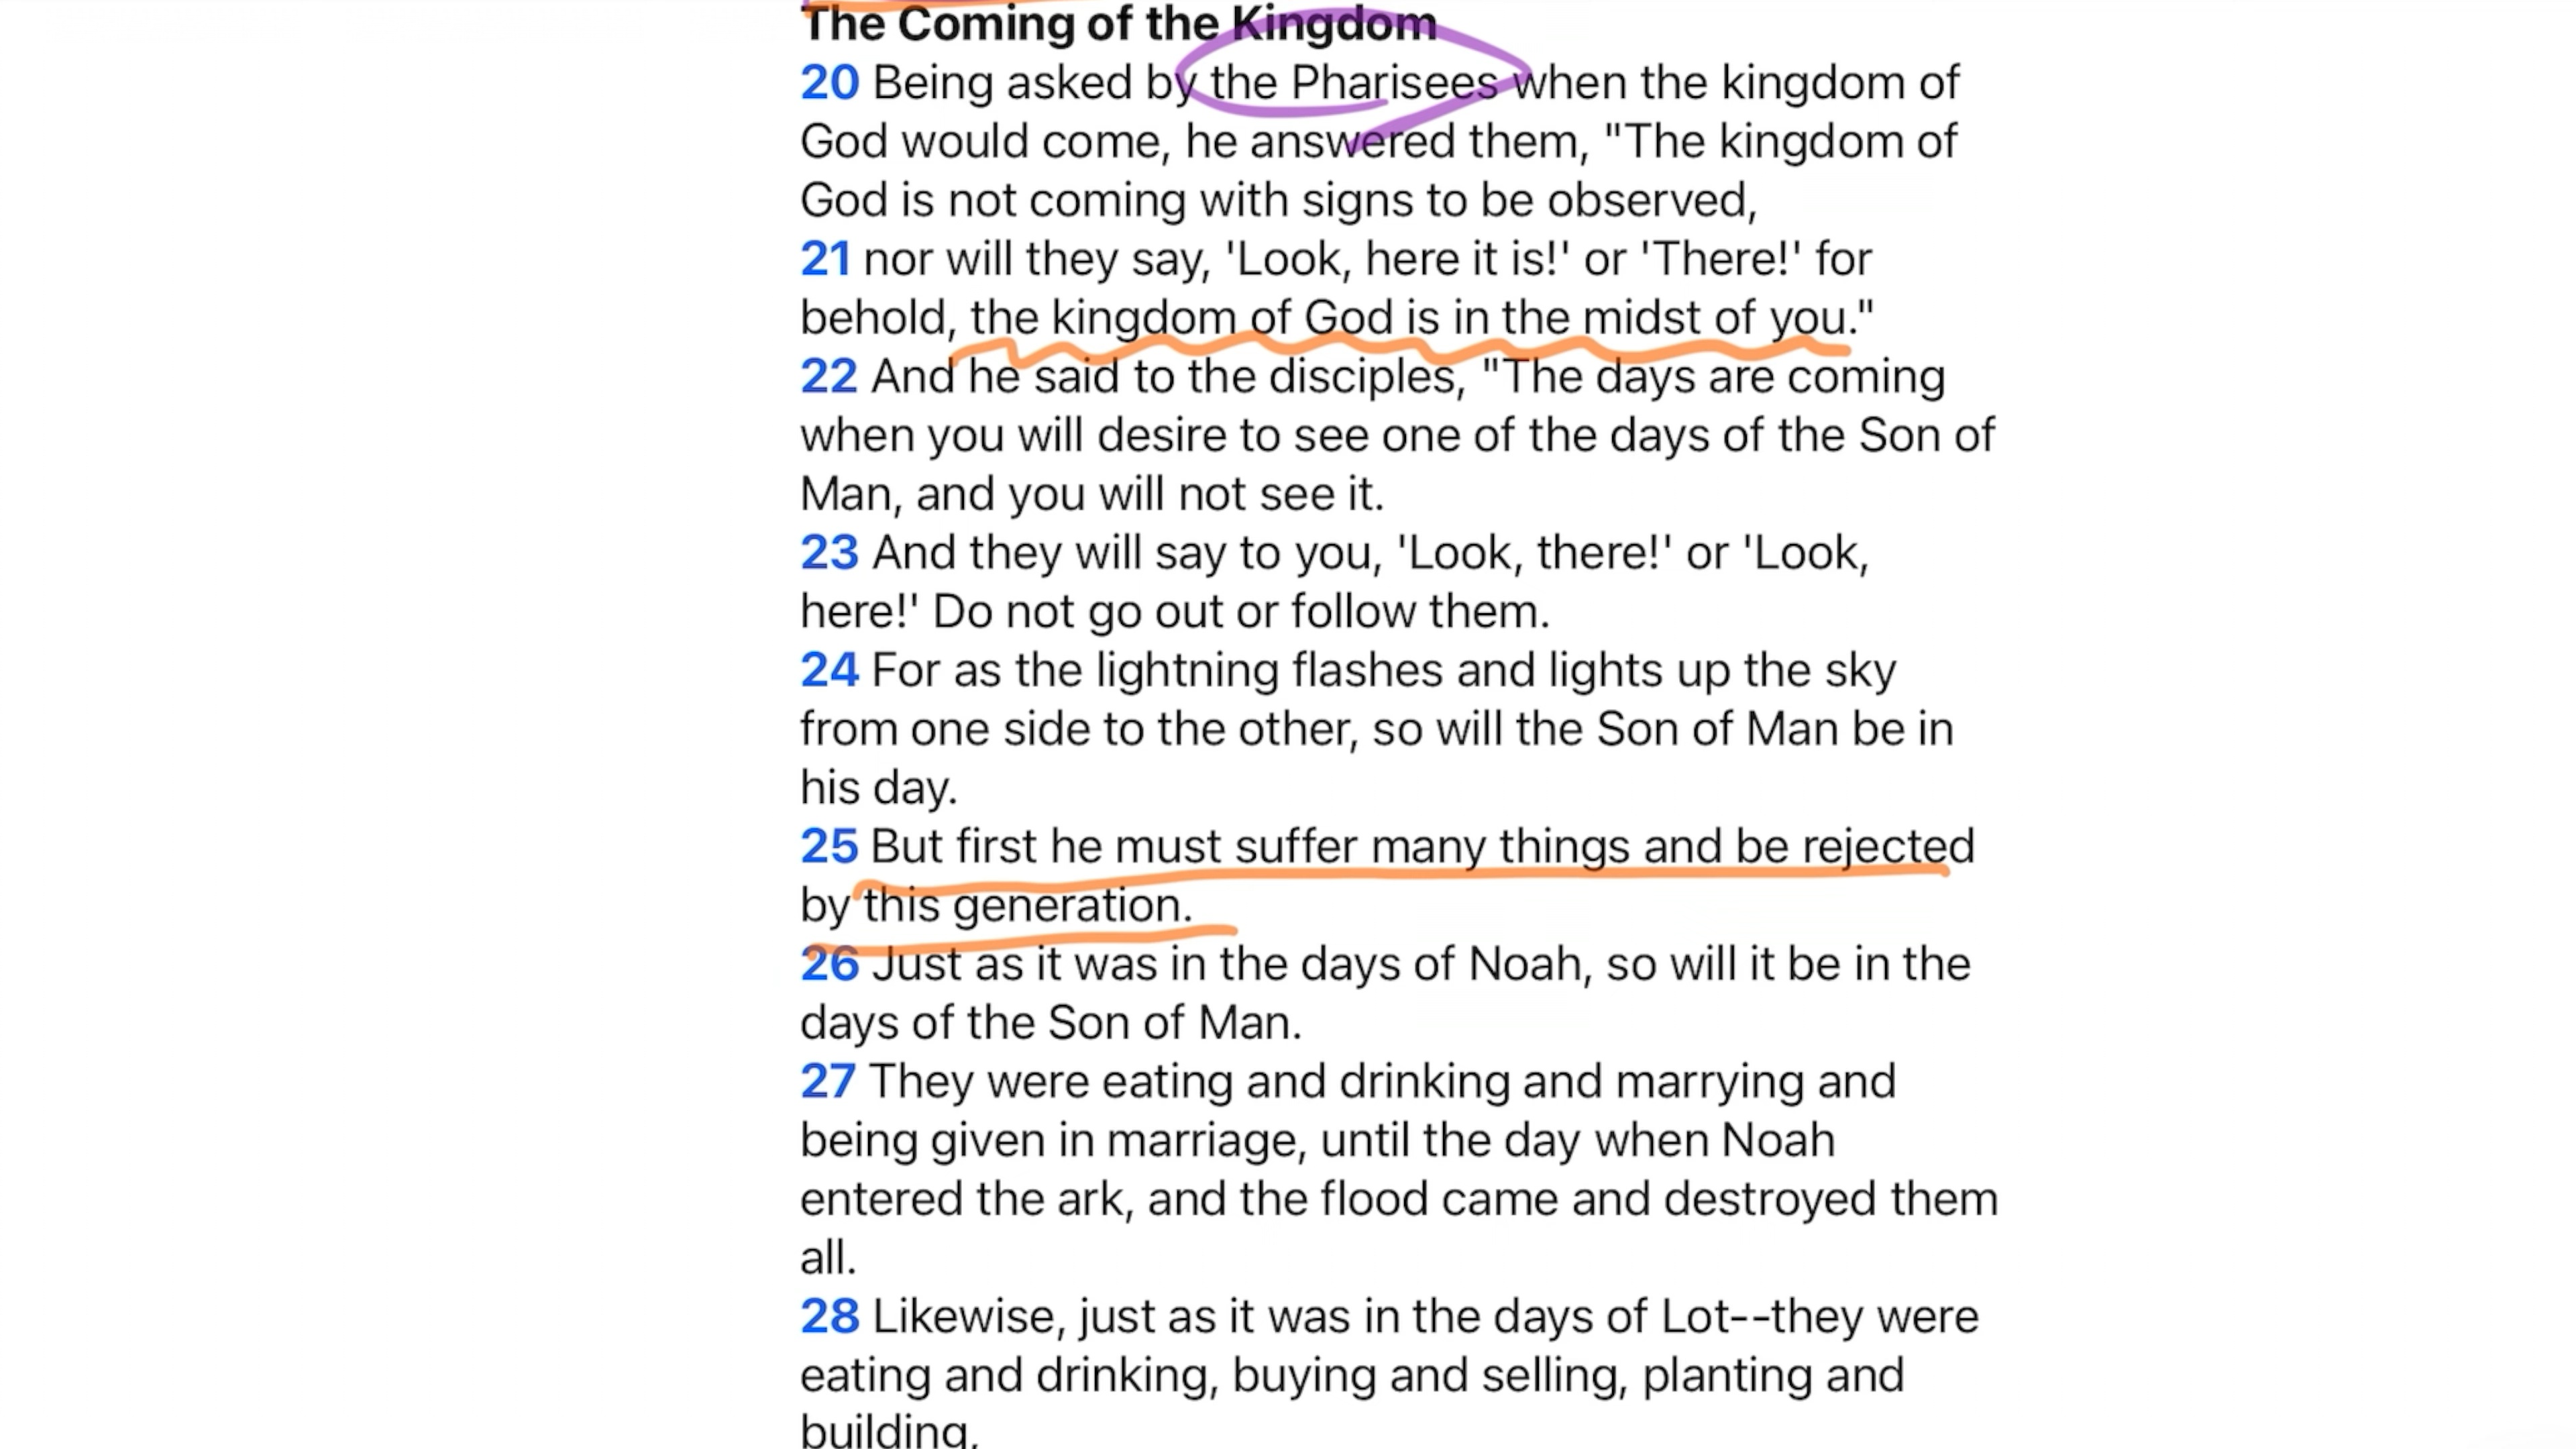 The Coming of the Kingdom
20 Being asked by the Pharisees when the kingdom of
God would come, he answered them, "The kingdom of
God is not coming with signs to be observed,
21 nor will they say, 'Look, here it is!' or 'There!' for
behold, the kingdom of God is in the midst of you."
22 And he said to the disciples, "The days are coming
when you will desire to see one of the days of the Son of
Man, and you will not see it.
23 And they will say to you, 'Look, there!' or 'Look,
here!' Do not go out or follow them.
24 For as the lightning flashes and lights up the sky
from one side to the other, so will the Son of Man be in
his day.
25 But first he must suffer many things and be rejected
by this generation.
26 Just as it was in the days of Noah, so will it be in the
days of the Son of Man.
27 They were eating and drinking and marrying and
being given in marriage, until the day when Noah
entered the ark, and the flood came and destroyed them
all.
28 Likewise, just as it was in the days of Lot--they were
eating and drinking, buying and selling, planting and
building,